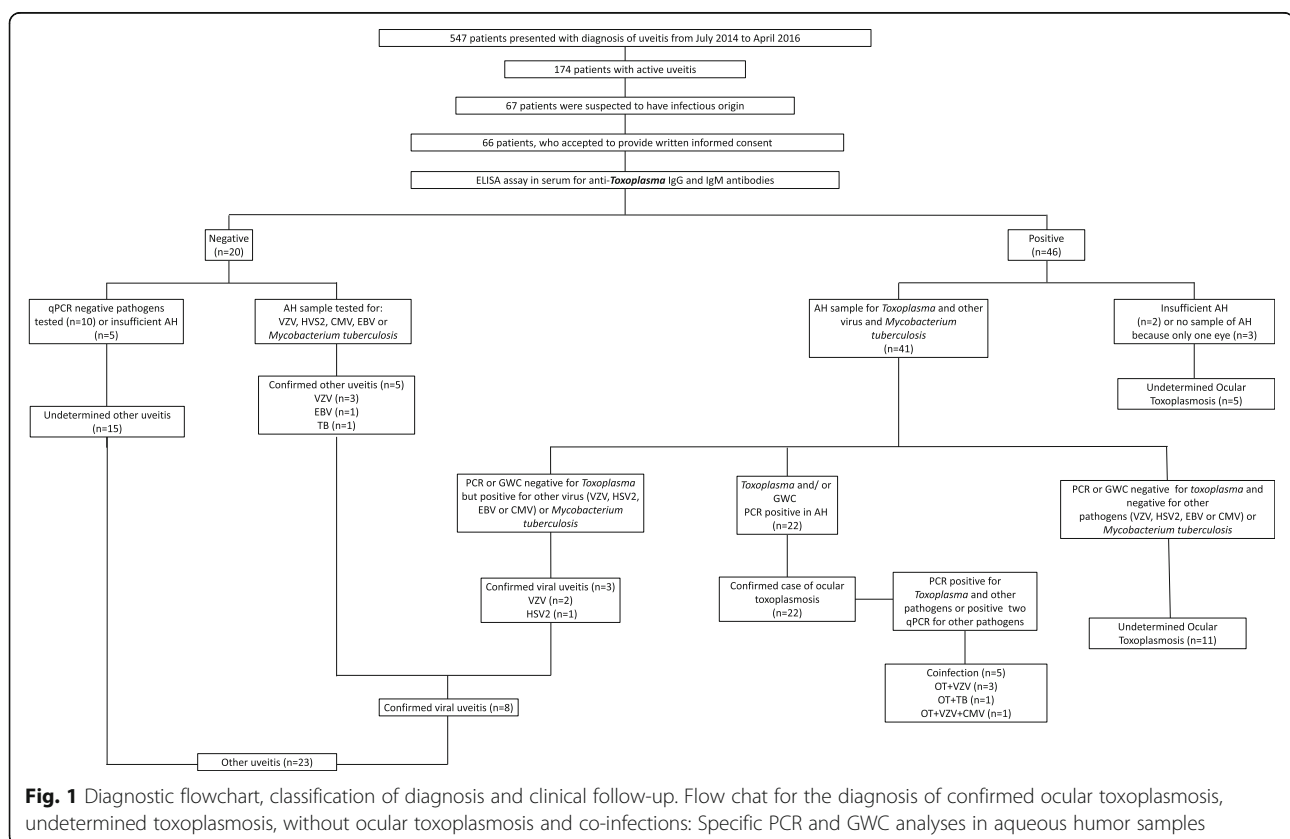 547 patients presented with diagnosis of uveitis from July 2014 to April 2016
174 patients with active uveitis
67 patients were suspected to have infectious origin
66 patients, who accepted to provide written informed consent
ELISA assay in serum for anti-Toxoplasma IgG and IgM antibodies
Negative
(n=20)
Positive
(n=46)
qPCR negative pathogens
tested (n=10) or insufficient AH
(n=5)
AH sample tested for:
VZV, HVS2, CMV, EBV or
Mycobacterium tuberculosis
AH sample for Toxoplasma and other
virus and Mycobacterium
tuberculosis
(n=41)
Insufficient AH
(n=2) or no sample of AH
because only one eye (n=3)
Undetermined other uveitis
(n=15)
Confirmed other uveitis (n=5)
VZV (n=3)
EBV (n=1)
TB (n=1)
Undetermined Ocular
Toxoplasmosis (n=5)
PCR or GWC negative for Toxoplasma
but positive for other virus (VZV, HSV2,
EBV or CMV) or Mycobacterium
tuberculosis
Toxoplasma and/ or
GWC
PCR positive in AH
(n=22)
PCR or GWC negative for toxoplasma and
negative for other
pathogens (VZV, HSV2, EBV or CMV) or
Mycobacterium tuberculosis
Confirmed viral uveitis (n=3)
VZV (n=2)
HSV2 (n=1)
Confirmed case of ocular
toxoplasmosis
(n=22)
PCR positive for
Toxoplasma and other
pathogens or positive two
qPCR for other pathogens
Undetermined Ocular
Toxoplasmosis (n=11)
Coinfection (n=5)
OT+VZV (n=3)
OT+TB (n=1)
OT+VZV+CMV (n=1)
Confirmed viral uveitis (n=8)
Other uveitis (n=23)
Fig. 1 Diagnostic flowchart, classification of diagnosis and clinical follow-up. Flow chat for the diagnosis of confirmed ocular toxoplasmosis,
undetermined toxoplasmosis, without ocular toxoplasmosis and co-infections: Specific PCR and GWC analyses in aqueous humor samples